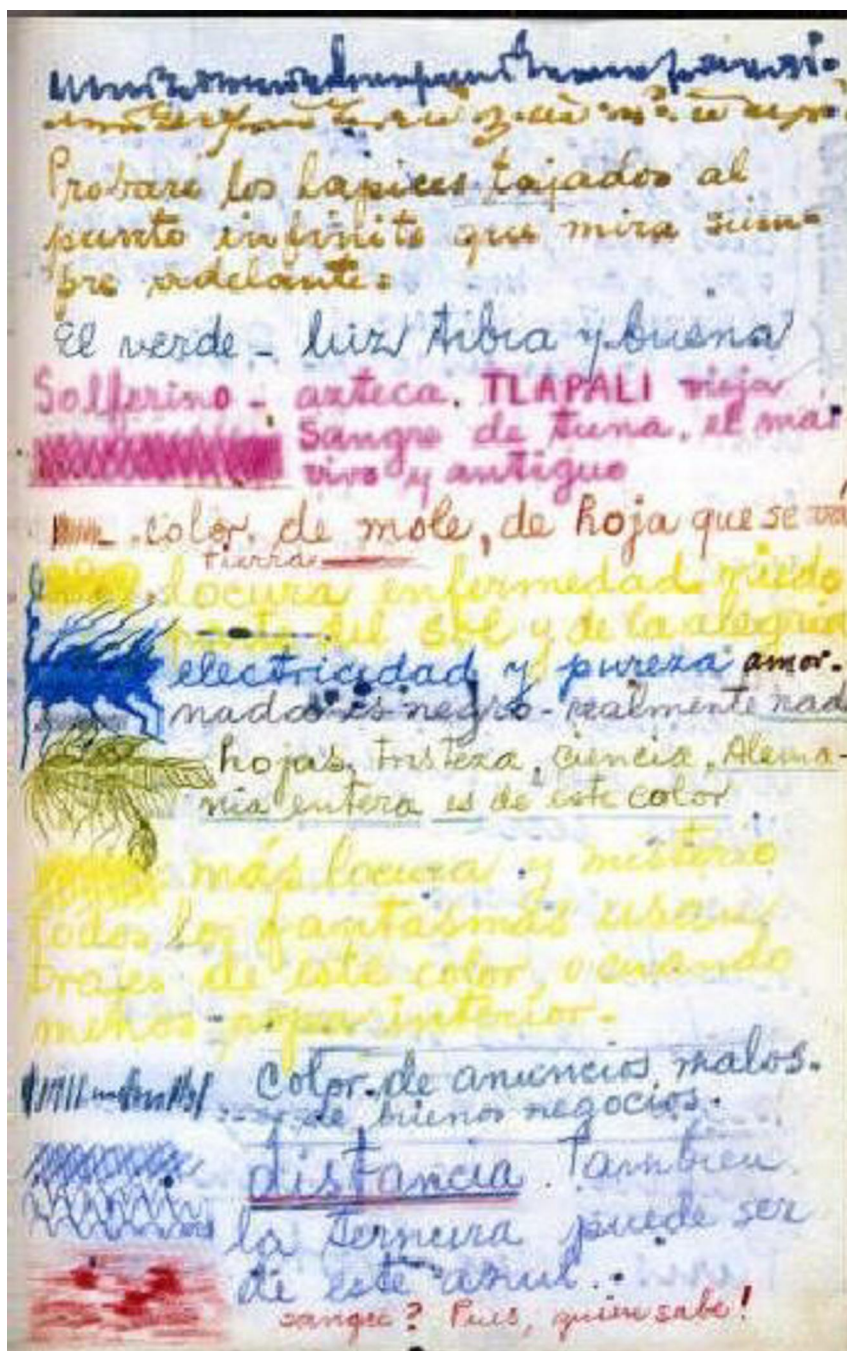 Probaré los lápices tajados al
punto infinito que mira siem-
pre adelante:
El verde - luz tibia y buena
Solferino - azteca. TLAPALI vieja
sangre de tuna, el más
vivo y antiguo
color de mole, de hoja que se va
tierra
locura enfermedad miedo
parte del sol y de la alegría
electricidad y pureza amor.
nada es negro - realmente nad
hojas, tristeza, ciencia, Alema-
nia entera es de este color
más locura y misterio
todos los fantasmas usan
trajes de este color, o cuando
menos ropa interior.
color de anuncios malos.
de buenos negocios.
distancia. Tambien
la ternura puede ser
de este azul.
sangre? Pues, quien sabe!